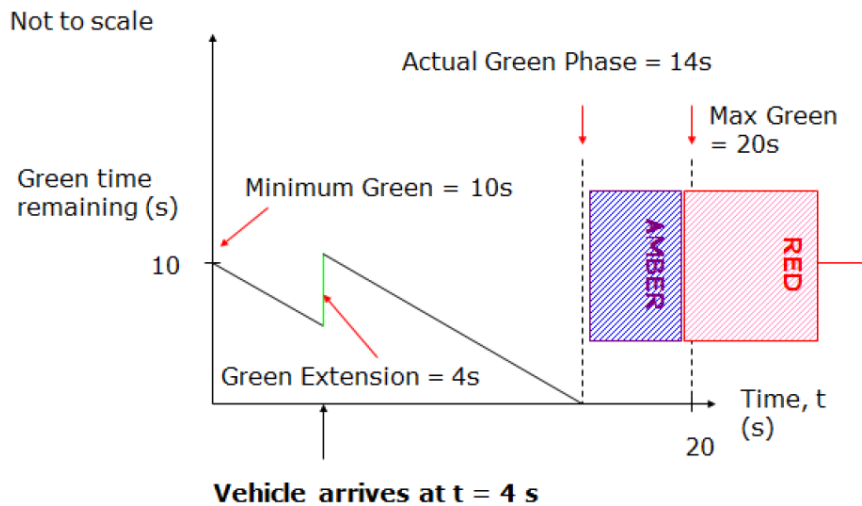 Not to scale
Actual Green Phase = 14s
Max Green
= 20s
Green time
remaining (s)
Minimum Green = 10s
AMBER
RED
10
Green Extension = 4s
Time, t
(s)
20
Vehicle arrives at t = 4 s